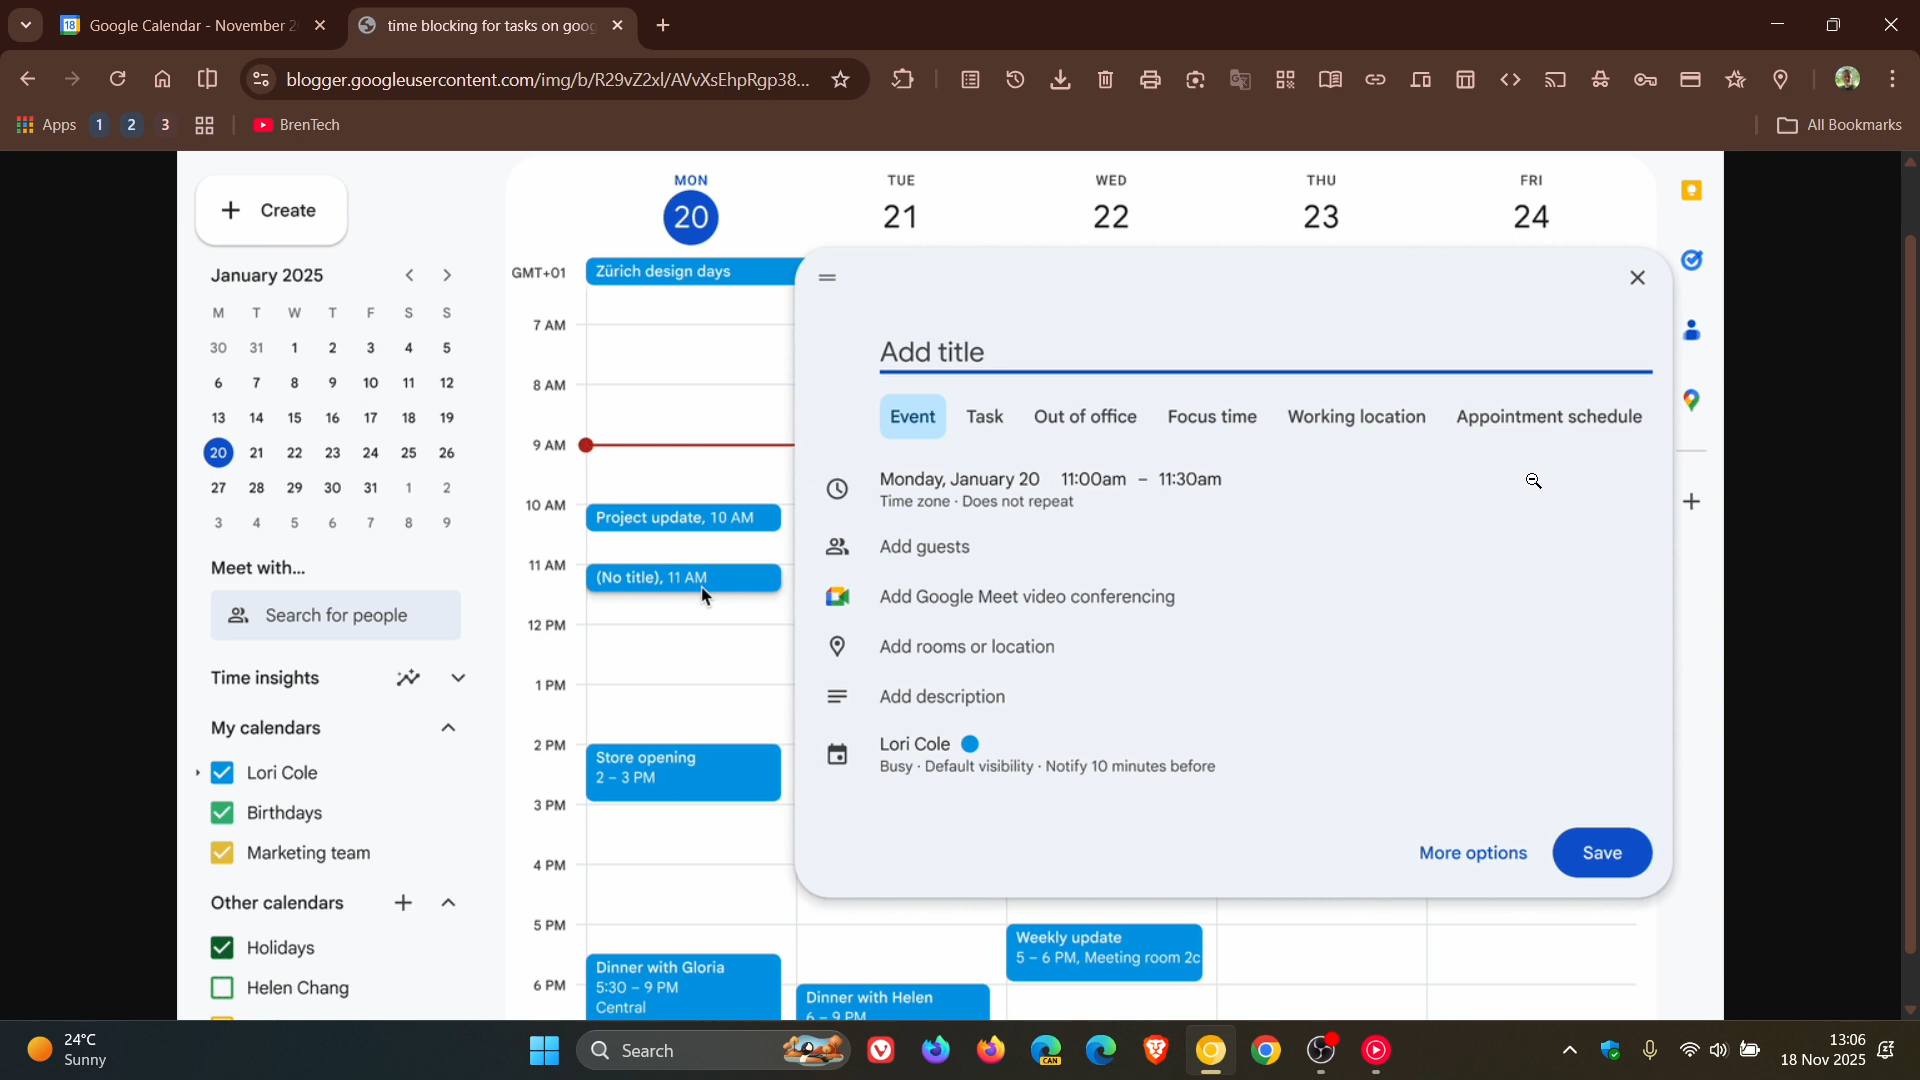 Google Calendar - November 2
time blocking for tasks on goog
blogger.googleusercontent.com/img/b/R29vZ2xl/AVvXsEhpRgp38...
Apps
1
2
3
BrenTech
All Bookmarks
Create
MON
20
TUE
21
WED
22
THU
23
FRI
24
January 2025
M T W T F S S
30 31 1 2 3 4 5
6 7 8 9 10 11 12
13 14 15 16 17 18 19
20 21 22 23 24 25 26
27 28 29 30 31 1 2
3 4 5 6 7 8 9
Meet with...
Search for people
Time insights
My calendars
Lori Cole
Birthdays
Marketing team
Other calendars
Holidays
Helen Chang
GMT+01
Zürich design days
7 AM
8 AM
9 AM
10 AM
Project update, 10 AM
11 AM
(No title), 11 AM
12 PM
1 PM
2 PM
Store opening
2 – 3 PM
3 PM
4 PM
5 PM
6 PM
Dinner with Gloria
5:30 – 9 PM
Central
Dinner with Helen
6 – 9 PM
Weekly update
5 – 6 PM, Meeting room 2c
Add title
Event Task Out of office Focus time Working location Appointment schedule
Monday, January 20 11:00am – 11:30am
Time zone · Does not repeat
Add guests
Add Google Meet video conferencing
Add rooms or location
Add description
Lori Cole
Busy · Default visibility · Notify 10 minutes before
More options
Save
24°C
Sunny
Search
CAN
13:06
18 Nov 2025